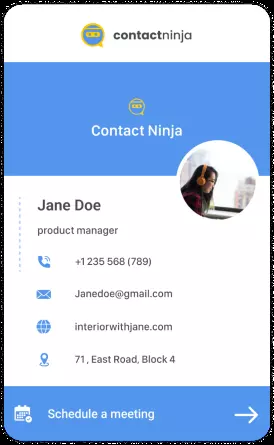 contactninja
Contact Ninja
Jane Doe
product manager
+1 235 568 (789)
Janedoe@gmail.com
interiorwithjane.com
71 , East Road, Block 4
Schedule a meeting